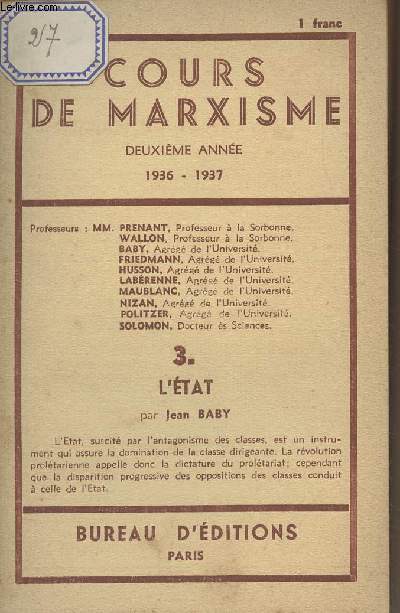 Le-livre.com
1 franc
2/7
COURS
DE MARXISME
DEUXIÈME ANNÉE
1936 - 1937
Professeurs : MM. PRENANT, Professeur à la Sorbonne.
WALLON, Professeur à la Sorbonne.
BABY, Agrégé de l'Université.
FRIEDMANN, Agrégé de l'Université.
HUSSON, Agrégé de l'Université.
LABÉRENNE, Agrégé de l'Université.
MAUBLANC, Agrégé de l'Université.
NIZAN, Agrégé de l'Université.
POLITZER, Agrégé de l'Université.
SOLOMON, Docteur ès Sciences.
3.
L'ÉTAT
par Jean BABY
L'Etat, suscité par l'antagonisme des classes, est un instru-
ment qui assure la domination de la classe dirigeante. La révolution
prolétarienne appelle donc la dictature du prolétariat; cependant
que la disparition progressive des oppositions des classes conduit
à celle de l'Etat.
BUREAU D'ÉDITIONS
PARIS